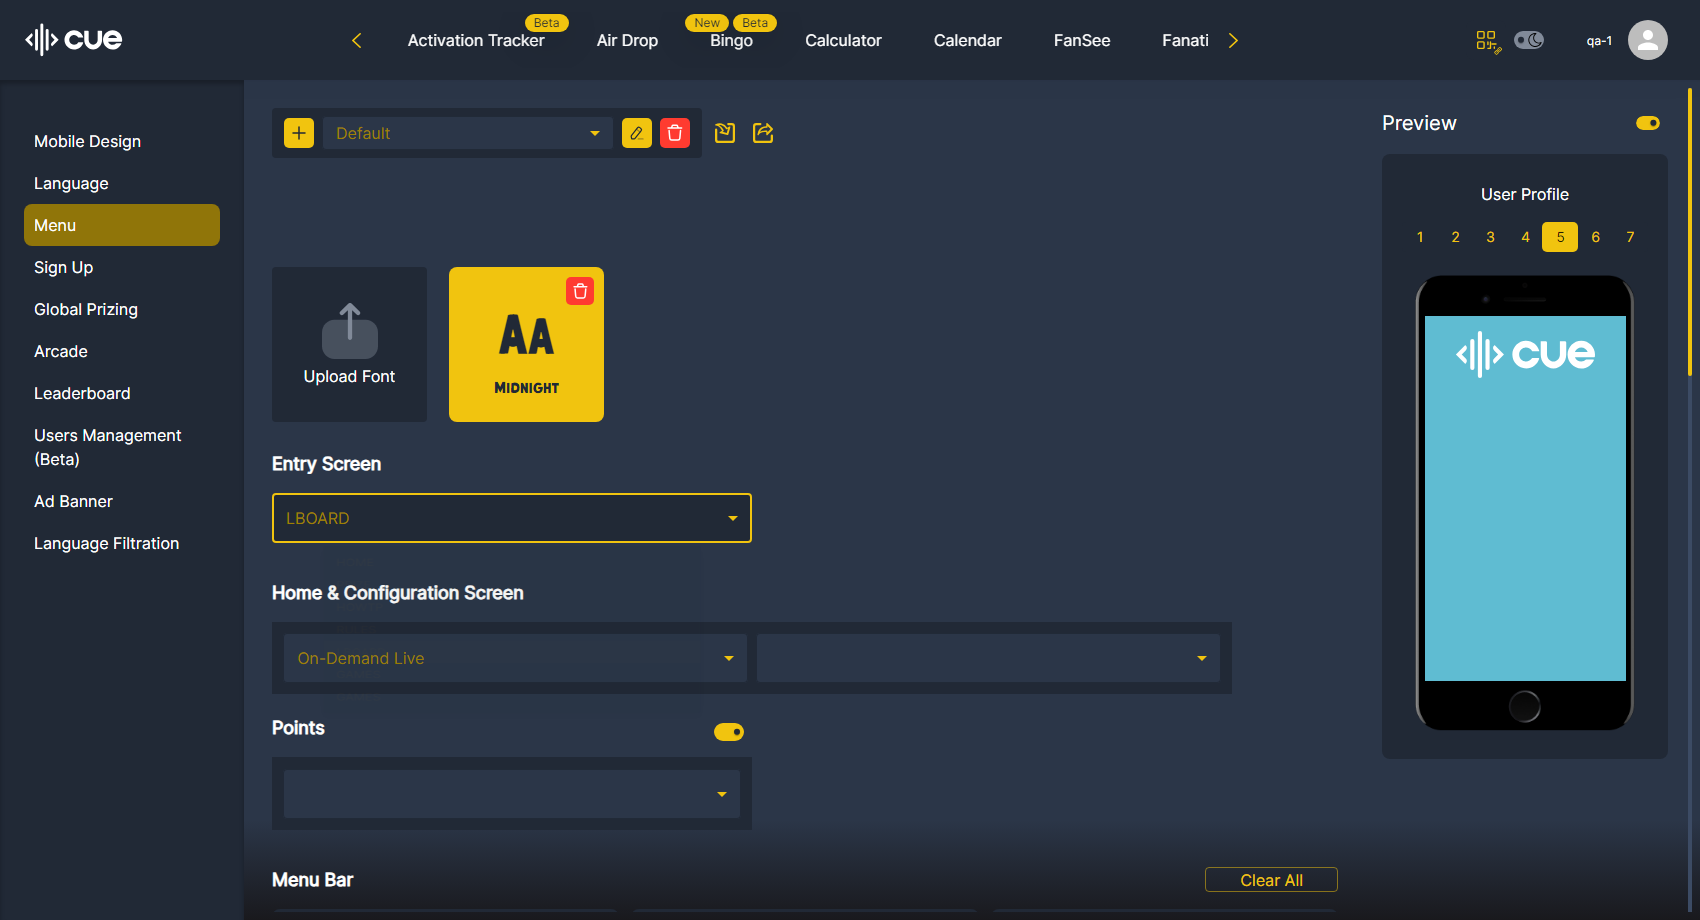 cue
Activation Tracker
Beta
Air Drop
New
Beta
Bingo
Calculator
Calendar
FanSee
Fanati
qa-1
Mobile Design
Language
Menu
Sign Up
Global Prizing
Arcade
Leaderboard
Users Management
(Beta)
Ad Banner
Language Filtration
Default
Upload Font
AA
MIDNIGHT
Entry Screen
LBOARD
Home & Configuration Screen
On-Demand Live
Points
Menu Bar
Clear All
Preview
User Profile
1 2 3 4 5 6 7
cue